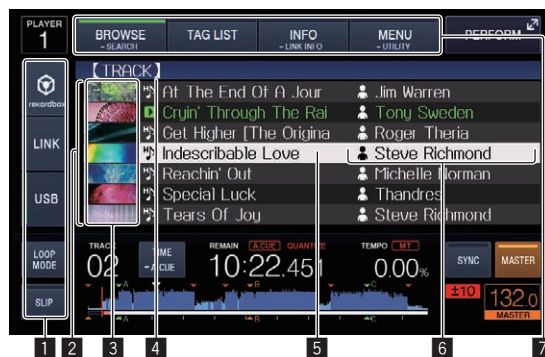 PLAYER
1
BROWSE
- SEARCH
TAG LIST
INFO
- LINK INFO
MENU
- UTILITY
PERFORM
rekordbox
LINK
USB
LOOP
MODE
SLIP
【TRACK】
At The End Of A Jour
Jim Warren
Cryin' Through The Rai
Tony Sweden
Get Higher [The Origina
Roger Theria
Indescribable Love
Steve Richmond
Reachin' Out
Michelle Norman
Special Luck
Thandres
Tears Of Joy
Steve Richmond
TRACK
02
TIME
- A.CUE
REMAIN
A.CUE
QUANTIZE
10:22.451
TEMPO
MT
0.00%
SYNC
MASTER
±10
132.0
MASTER
A
B
C
A
B
C
1 2 3 4 5 6 7